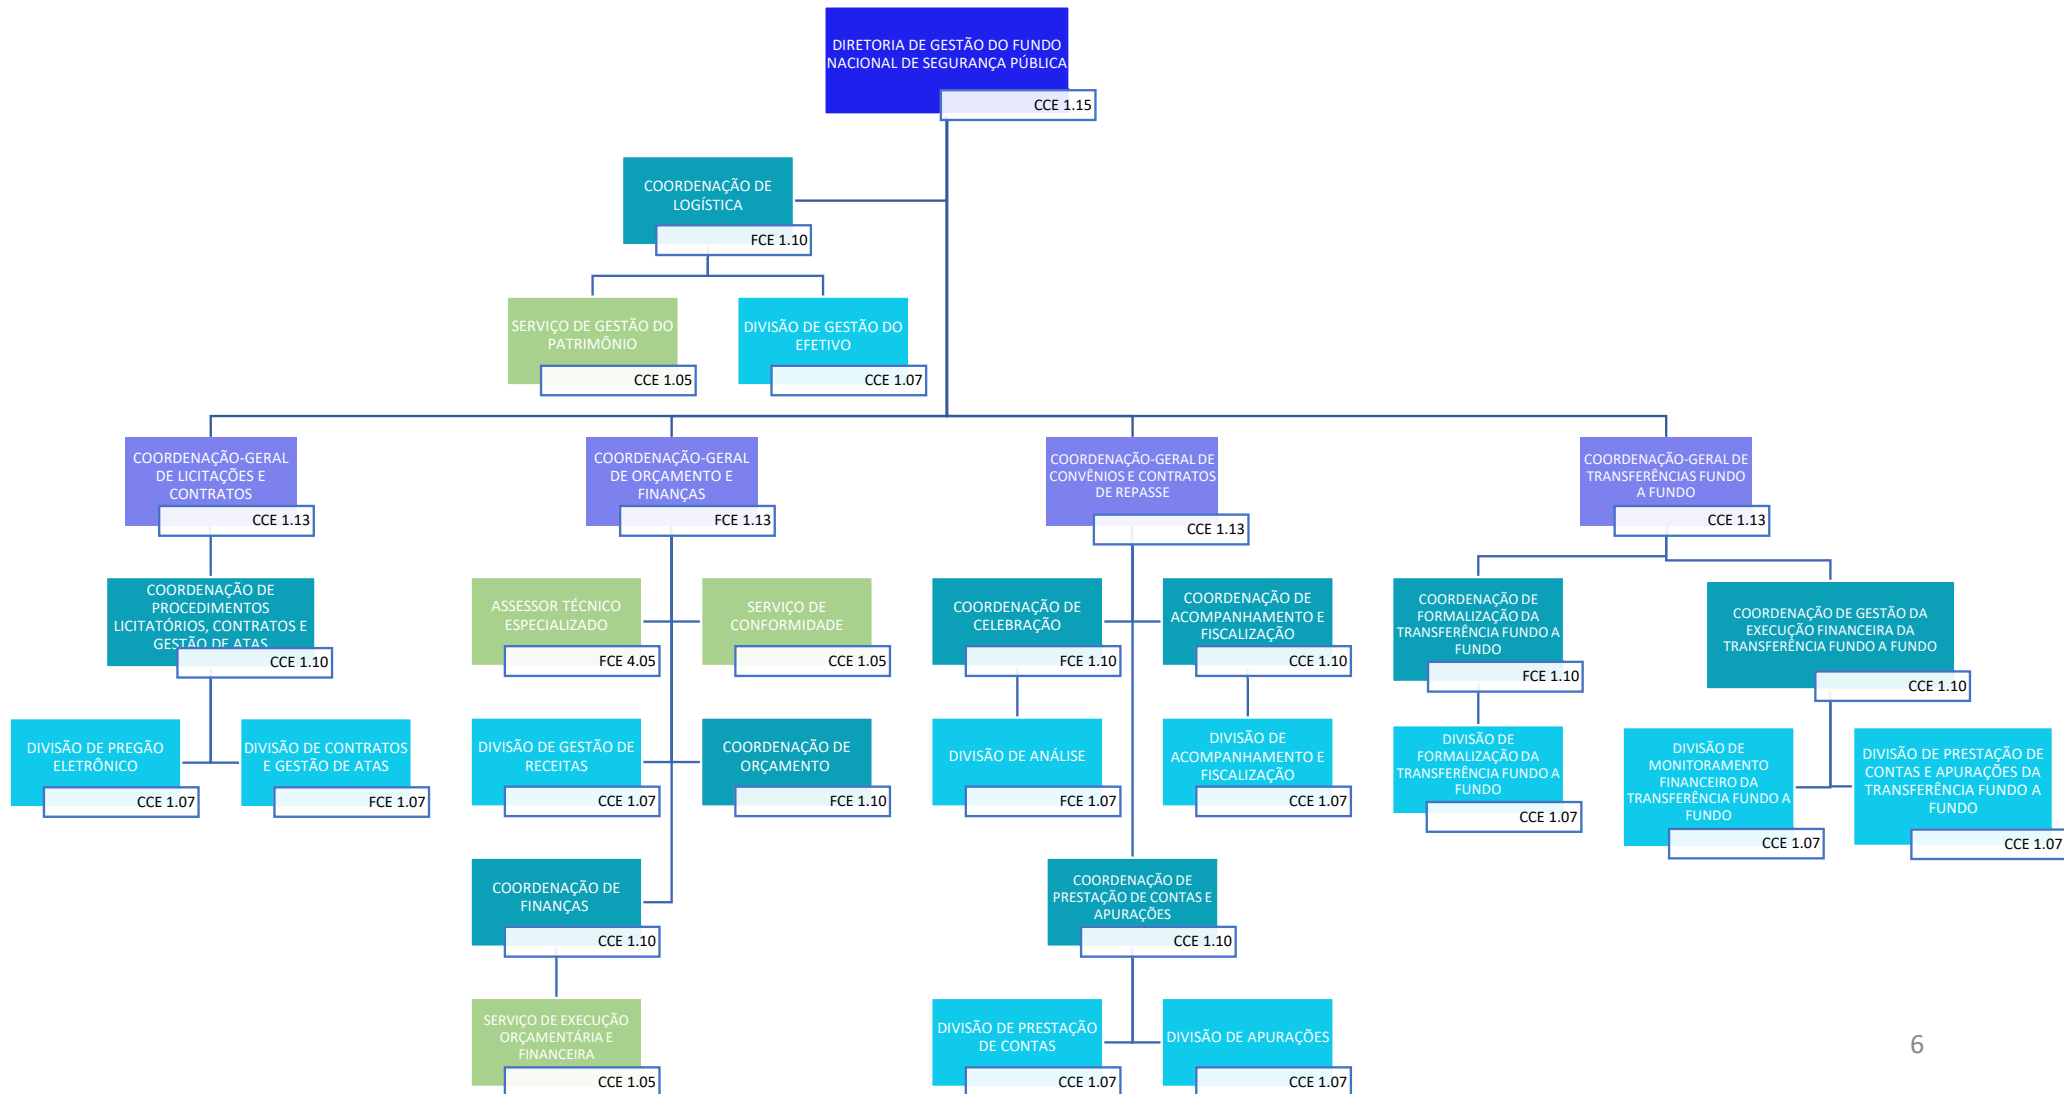 DIRETORIA DE GESTÃO DO FUNDO
NACIONAL DE SEGURANÇA PÚBLICA
CCE 1.15
COORDENAÇÃO DE
LOGÍSTICA
FCE 1.10
SERVIÇO DE GESTÃO DO
PATRIMÔNIO
CCE 1.05
DIVISÃO DE GESTÃO DO
EFETIVO
CCE 1.07
COORDENAÇÃO-GERAL
DE LICITAÇÕES E
CONTRATOS
CCE 1.13
COORDENAÇÃO DE
PROCEDIMENTOS
LICITATÓRIOS, CONTRATOS E
GESTÃO DE ATAS
CCE 1.10
DIVISÃO DE PREGÃO
ELETRÔNICO
CCE 1.07
DIVISÃO DE CONTRATOS
E GESTÃO DE ATAS
FCE 1.07
COORDENAÇÃO-GERAL
DE ORÇAMENTO E
FINANÇAS
FCE 1.13
ASSESSOR TÉCNICO
ESPECIALIZADO
FCE 4.05
SERVIÇO DE
CONFORMIDADE
CCE 1.05
DIVISÃO DE GESTÃO DE
RECEITAS
CCE 1.07
COORDENAÇÃO DE
ORÇAMENTO
FCE 1.10
COORDENAÇÃO DE
FINANÇAS
CCE 1.10
SERVIÇO DE EXECUÇÃO
ORÇAMENTÁRIA E
FINANCEIRA
CCE 1.05
COORDENAÇÃO-GERAL DE
CONVÊNIOS E CONTRATOS
DE REPASSE
CCE 1.13
COORDENAÇÃO DE
CELEBRAÇÃO
FCE 1.10
DIVISÃO DE ANÁLISE
FCE 1.07
COORDENAÇÃO DE
ACOMPANHAMENTO E
FISCALIZAÇÃO
CCE 1.10
DIVISÃO DE
ACOMPANHAMENTO E
FISCALIZAÇÃO
CCE 1.07
COORDENAÇÃO DE
PRESTAÇÃO DE CONTAS E
APURAÇÕES
CCE 1.10
DIVISÃO DE PRESTAÇÃO
DE CONTAS
CCE 1.07
DIVISÃO DE APURAÇÕES
CCE 1.07
COORDENAÇÃO-GERAL DE
TRANSFERÊNCIAS FUNDO
A FUNDO
CCE 1.13
COORDENAÇÃO DE
FORMALIZAÇÃO DA
TRANSFERÊNCIA FUNDO A
FUNDO
FCE 1.10
DIVISÃO DE
FORMALIZAÇÃO DA
TRANSFERÊNCIA FUNDO A
FUNDO
CCE 1.07
COORDENAÇÃO DE GESTÃO DA
EXECUÇÃO FINANCEIRA DA
TRANSFERÊNCIA FUNDO A FUNDO
CCE 1.10
DIVISÃO DE
MONITORAMENTO
FINANCEIRO DA
TRANSFERÊNCIA FUNDO A
FUNDO
CCE 1.07
DIVISÃO DE PRESTAÇÃO DE
CONTAS E APURAÇÕES DA
TRANSFERÊNCIA FUNDO A
FUNDO
CCE 1.07
6